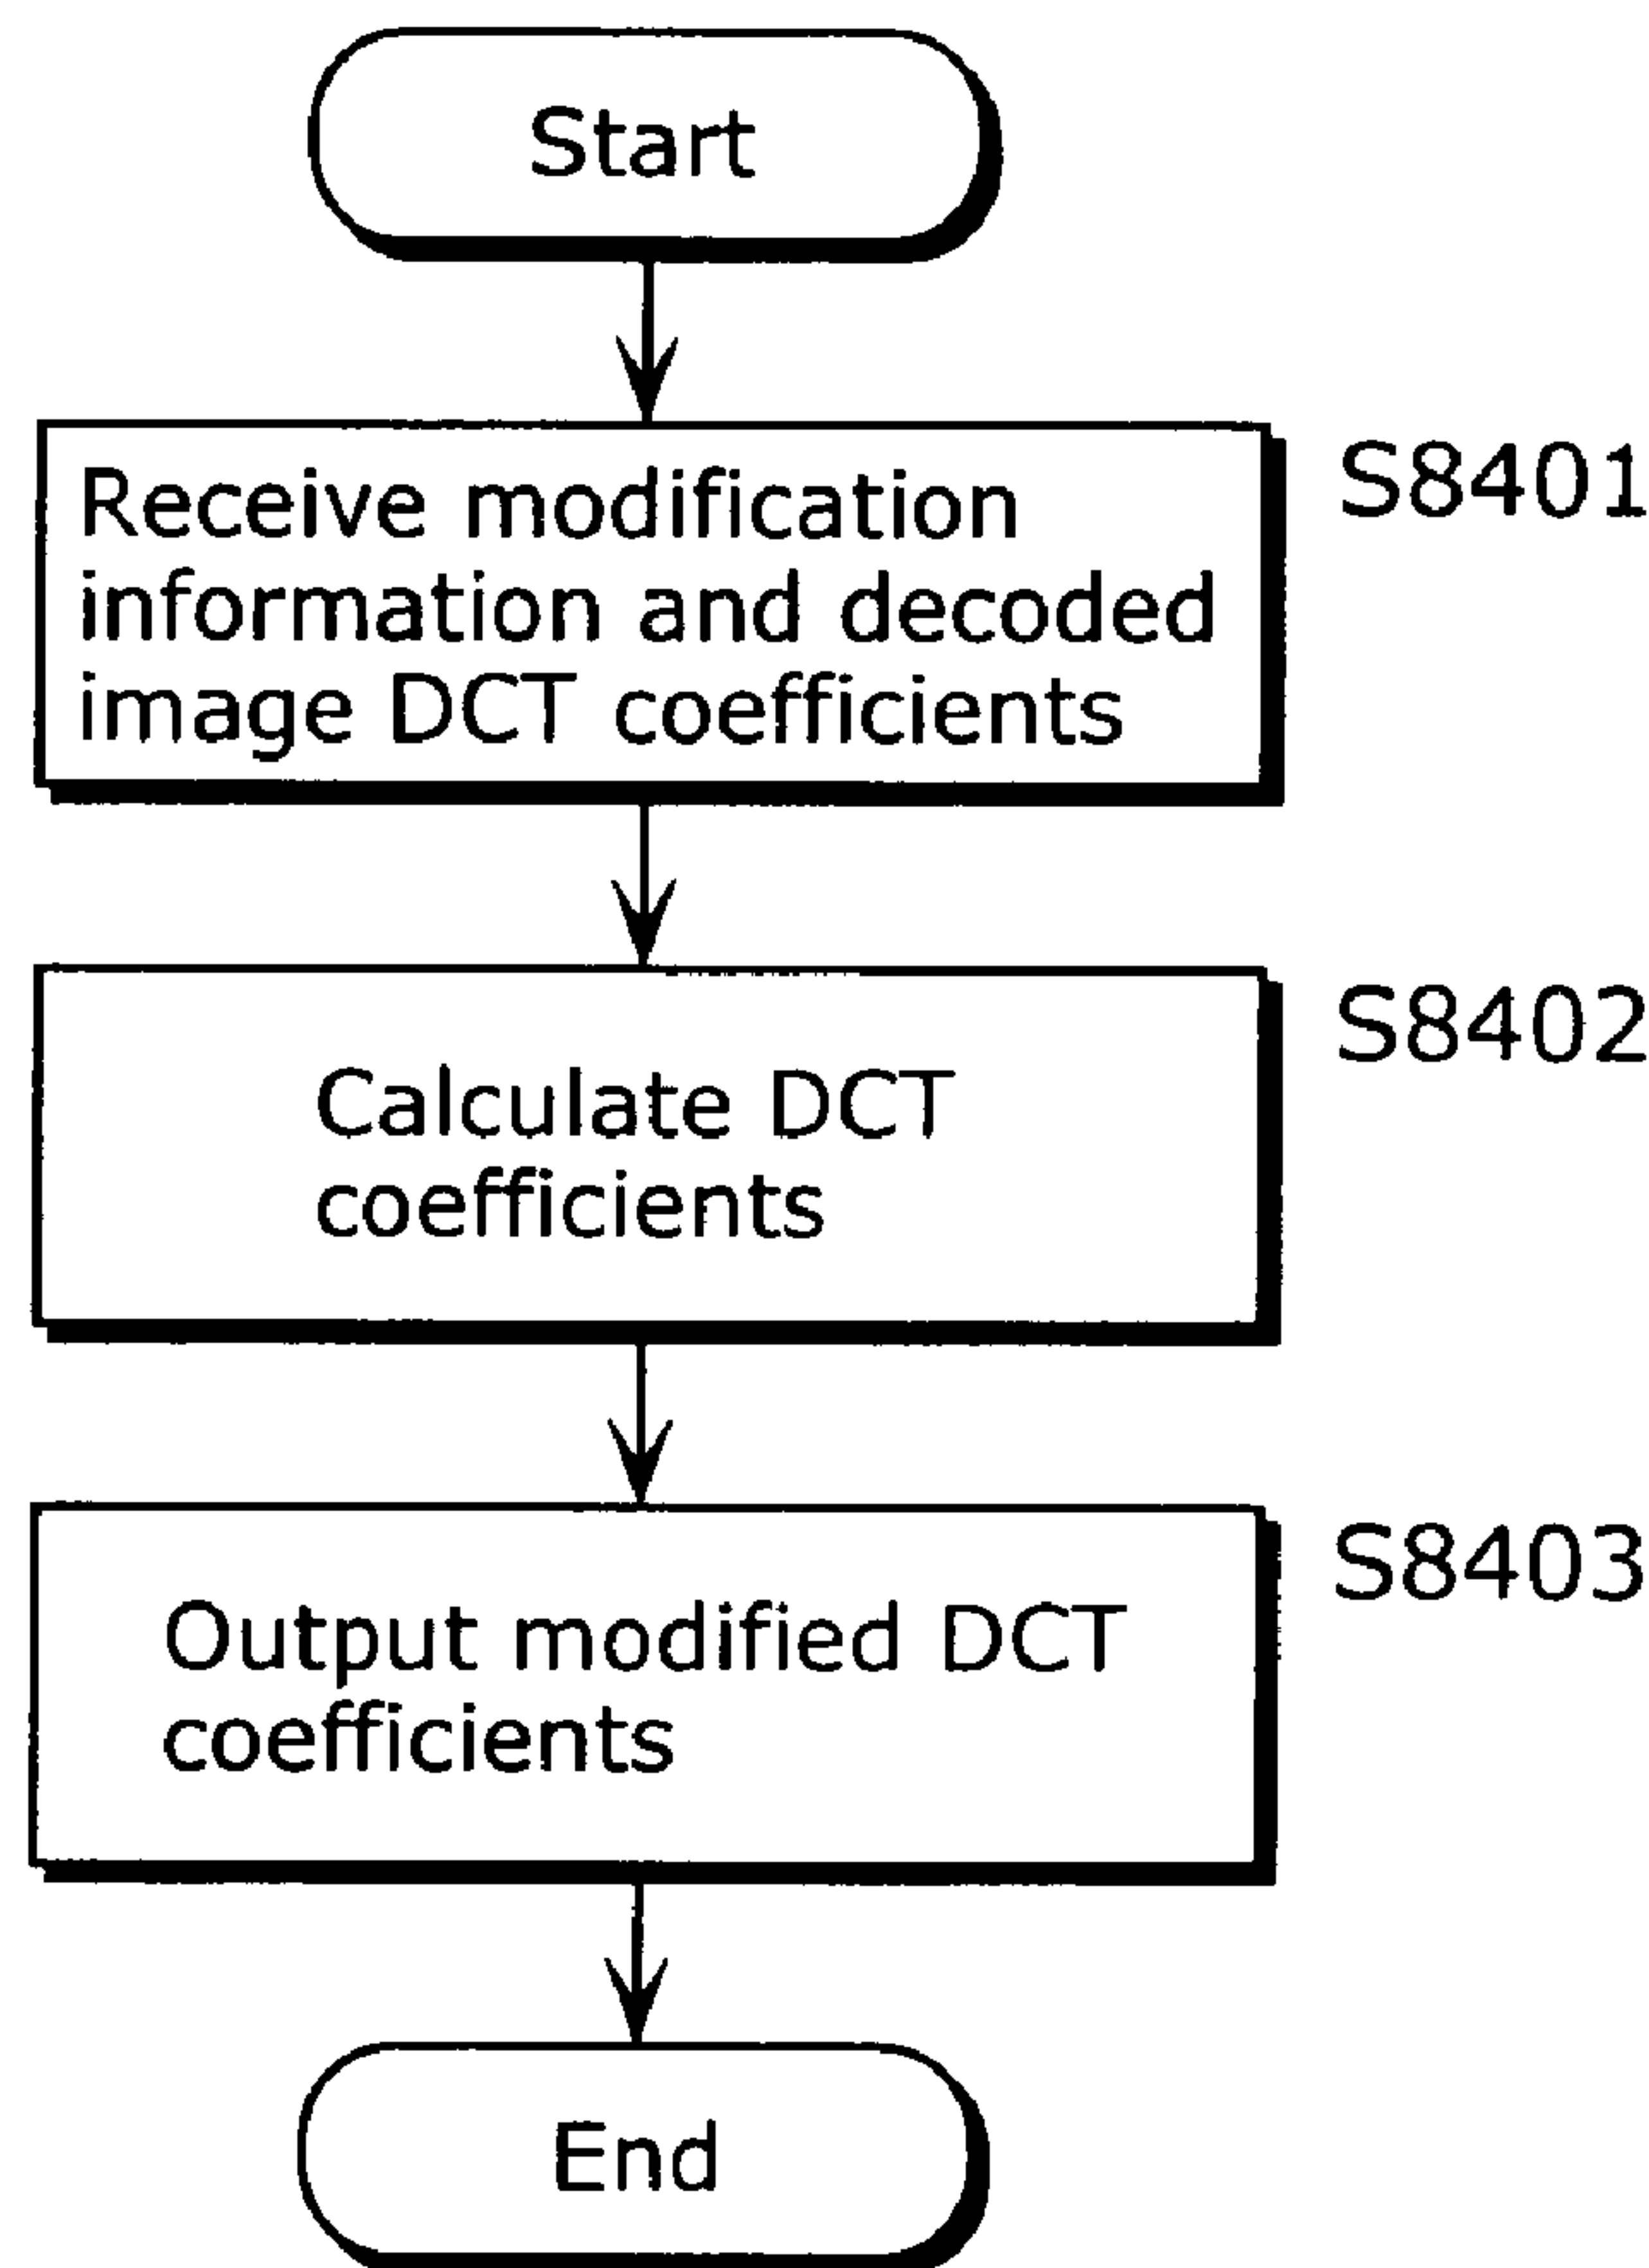 Start
Receive modification
information and decoded
image DCT coefficients
S8401
Calculate DCT
coefficients
S8402
Output modified DCT
coefficients
S8403
End